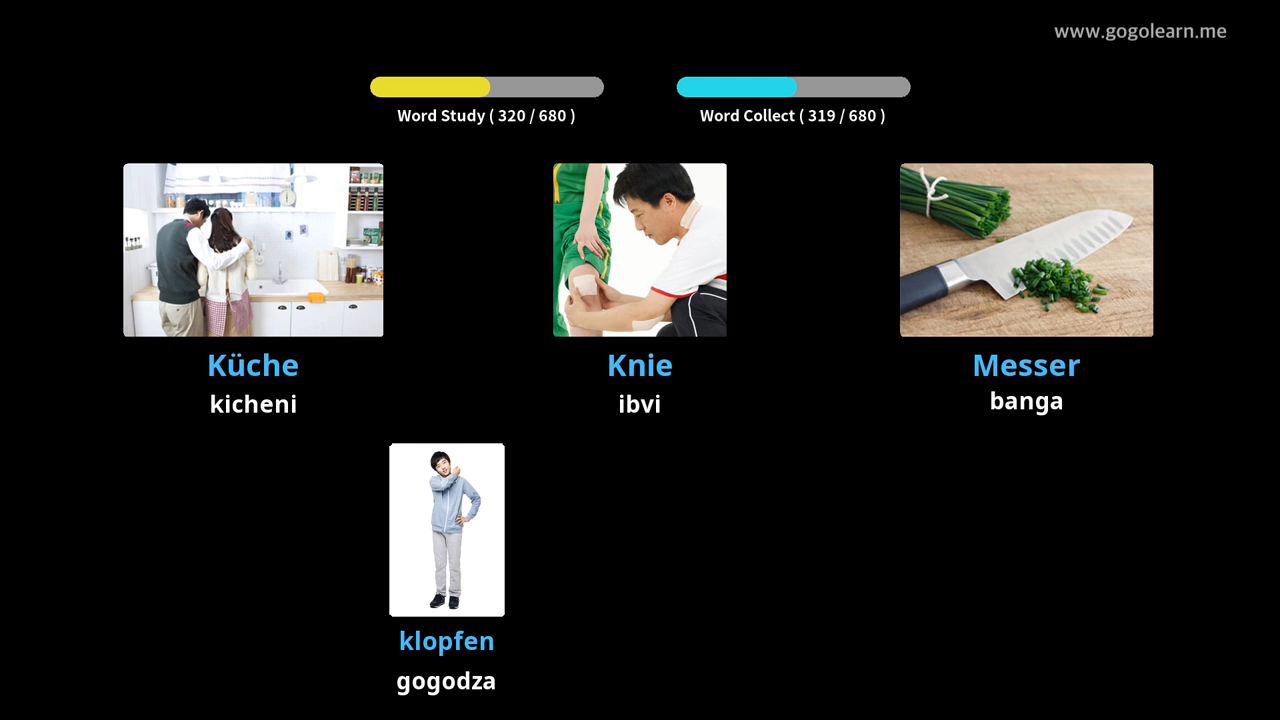 www.gogolearn.me
Word Study ( 320 / 680 )
Word Collect ( 319 / 680 )
Küche
kicheni
Knie
ibvi
Messer
banga
klopfen
gogodza